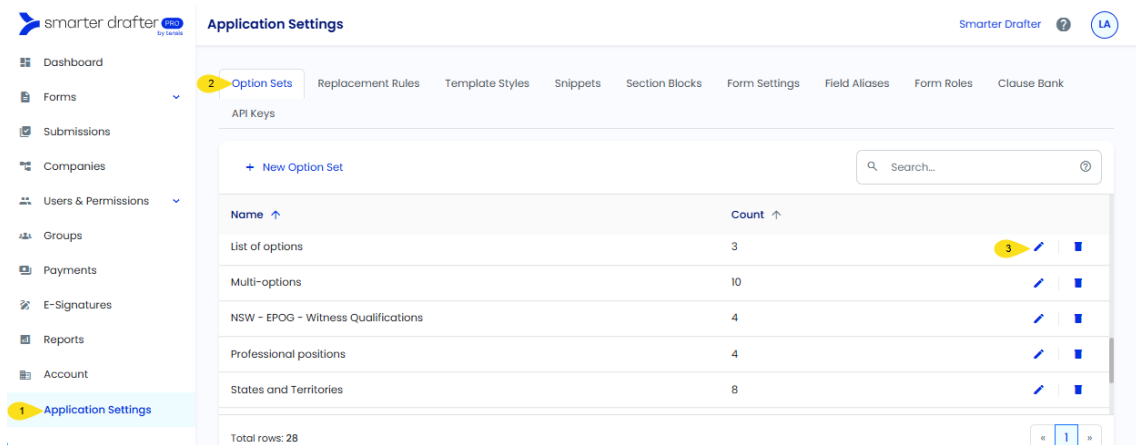 smarter drafter PRO
by tensis
Application Settings
Smarter Drafter
LA
Dashboard
Forms
Submissions
Companies
Users & Permissions
Groups
Payments
E-Signatures
Reports
Account
1 Application Settings
2 Option Sets Replacement Rules Template Styles Snippets Section Blocks Form Settings Field Aliases Form Roles Clause Bank
API Keys
+ New Option Set
Search...
Name Count
List of options 3 3
Multi-options 10
NSW - EPOG - Witness Qualifications 4
Professional positions 4
States and Territories 8
Total rows: 28
« 1 »